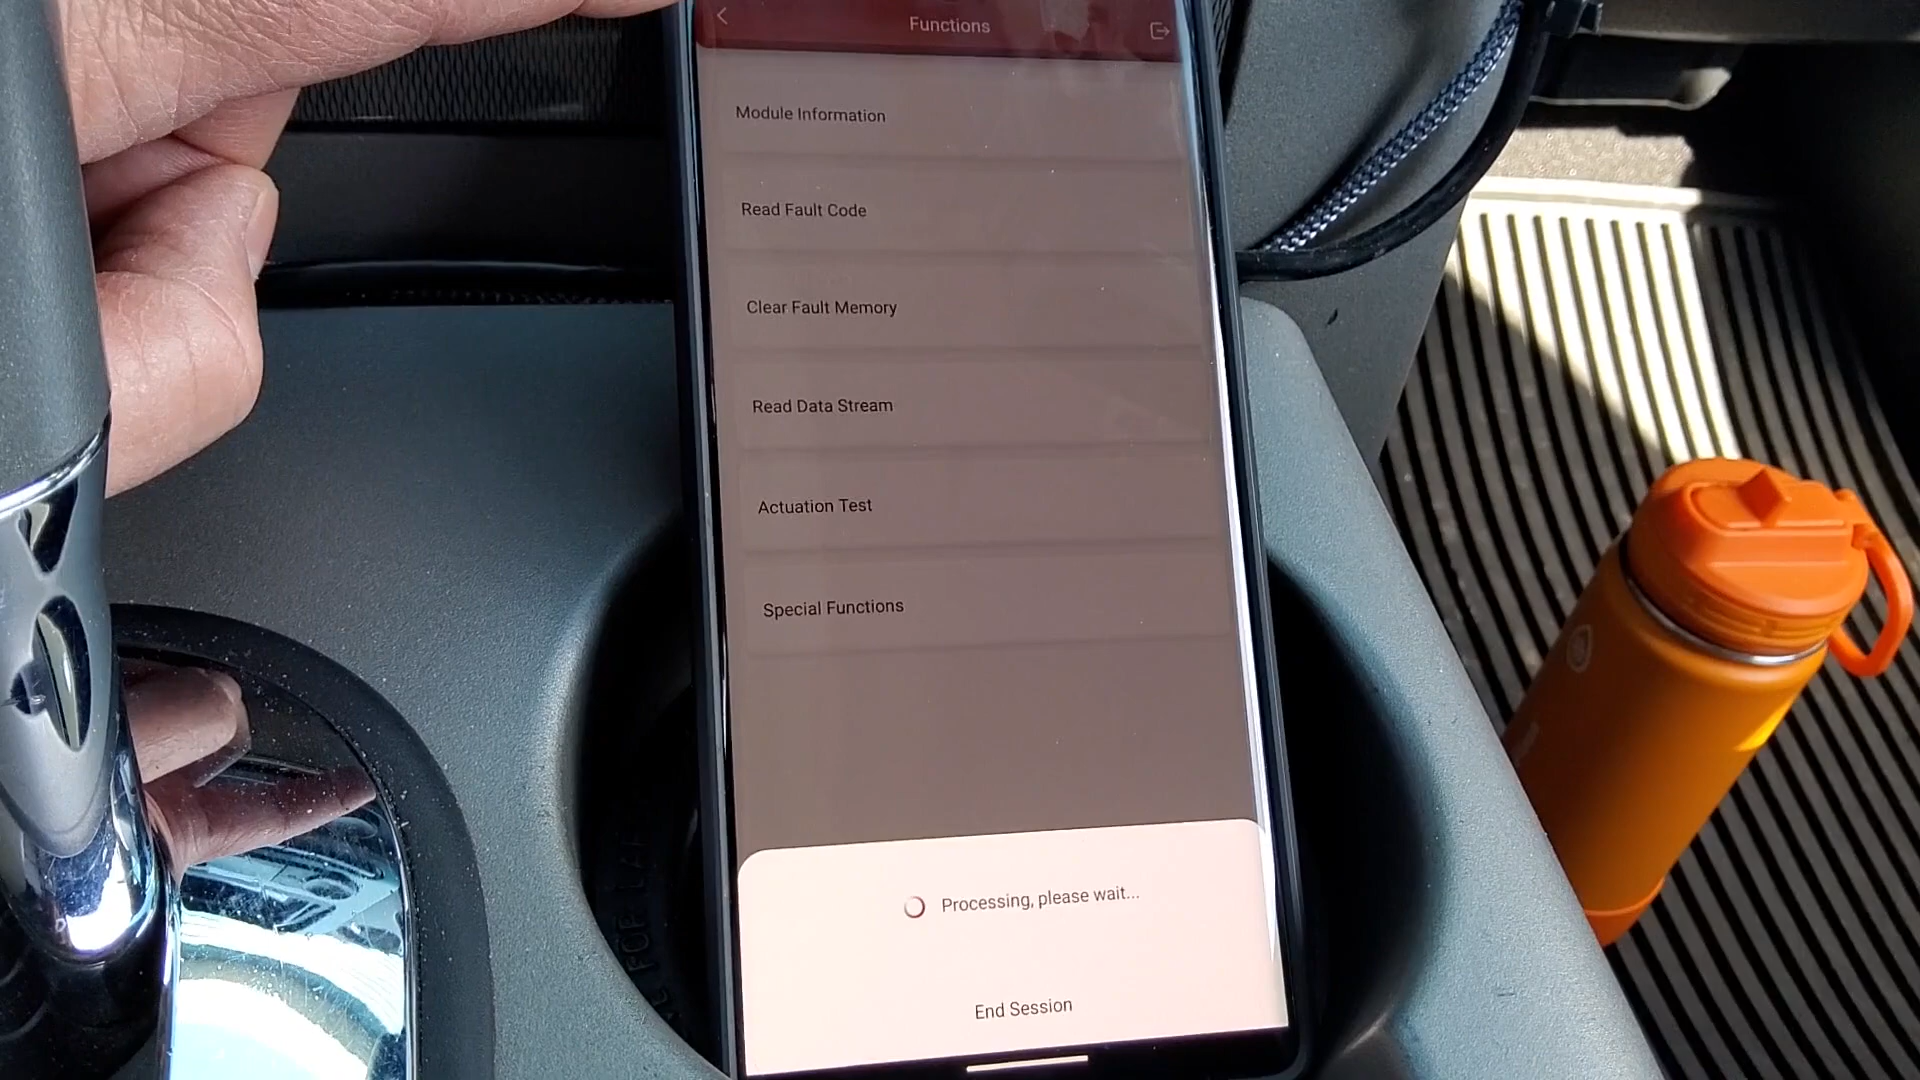 Functions
Module Information
Read Fault Code
Clear Fault Memory
Read Data Stream
Actuation Test
Special Functions
Processing, please wait...
End Session
FOR